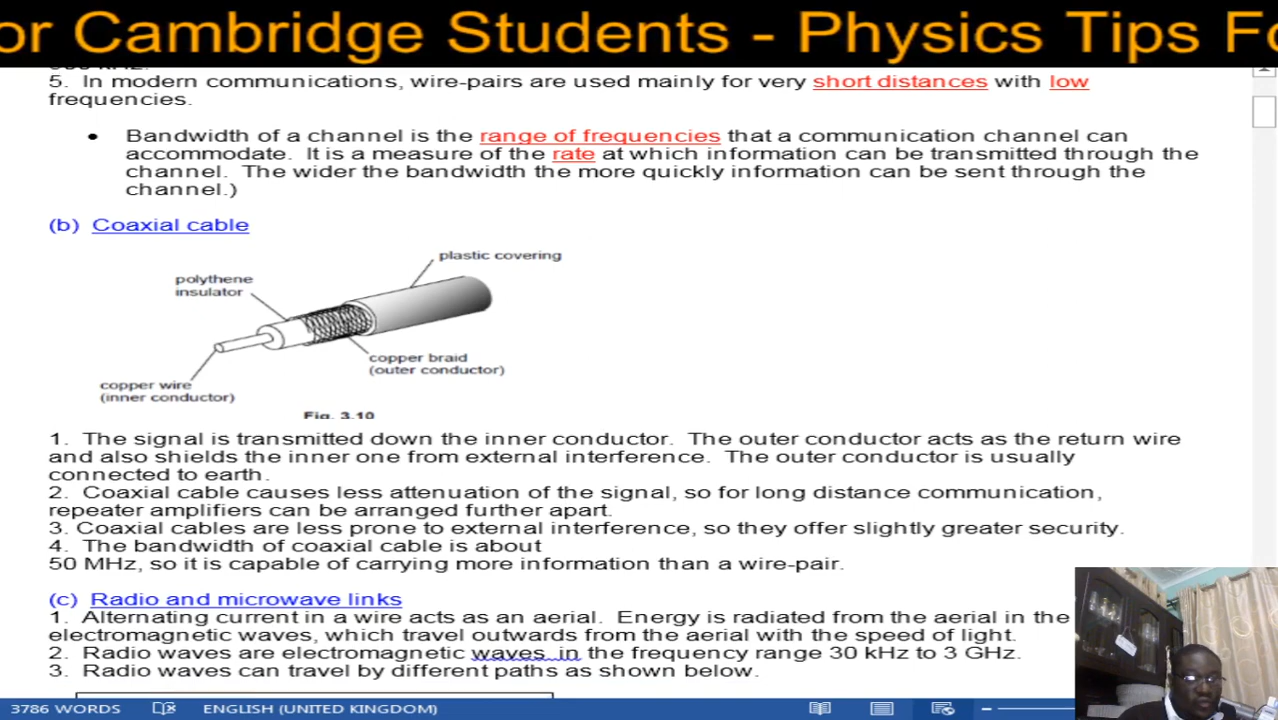 or Cambridge Students - Physics Tips Fo
5. In modern communications, wire-pairs are used mainly for very short distances with low
frequencies.
• Bandwidth of a channel is the range of frequencies that a communication channel can
accommodate. It is a measure of the rate at which information can be transmitted through the
channel. The wider the bandwidth the more quickly information can be sent through the
channel.)
(b) Coaxial cable
plastic covering
polythene
insulator
copper braid
(outer conductor)
copper wire
(inner conductor)
Fig. 3.10
1. The signal is transmitted down the inner conductor. The outer conductor acts as the return wire
and also shields the inner one from external interference. The outer conductor is usually
connected to earth.
2. Coaxial cable causes less attenuation of the signal, so for long distance communication,
repeater amplifiers can be arranged further apart.
3. Coaxial cables are less prone to external interference, so they offer slightly greater security.
4. The bandwidth of coaxial cable is about
50 MHz, so it is capable of carrying more information than a wire-pair.
(c) Radio and microwave links
1. Alternating current in a wire acts as an aerial. Energy is radiated from the aerial in the
electromagnetic waves, which travel outwards from the aerial with the speed of light.
2. Radio waves are electromagnetic waves in the frequency range 30 kHz to 3 GHz.
3. Radio waves can travel by different paths as shown below.
3786 WORDS ENGLISH (UNITED KINGDOM)